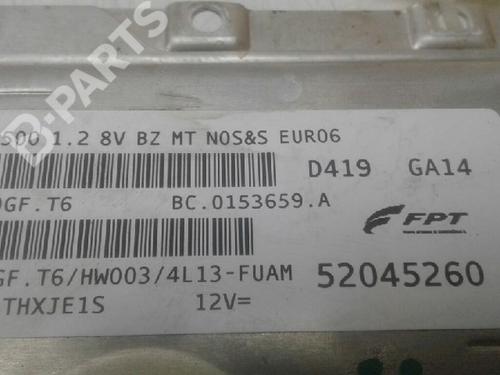 500 1.2 8V BZ MT NOS&S EURO6
D419 GA14
GF.T6 BC.0153659.A
FPT
GF.T6/HW003/4L13-FUAM 52045260
THXJE1S 12V=
B-PARTS